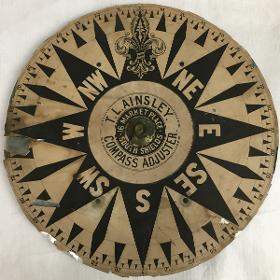 NW
NE
W
E
SW
S
SE
T.L. AINSLEY
COMPASS ADJUSTER
16 MARKET PLACE
SOUTH SHIELDS